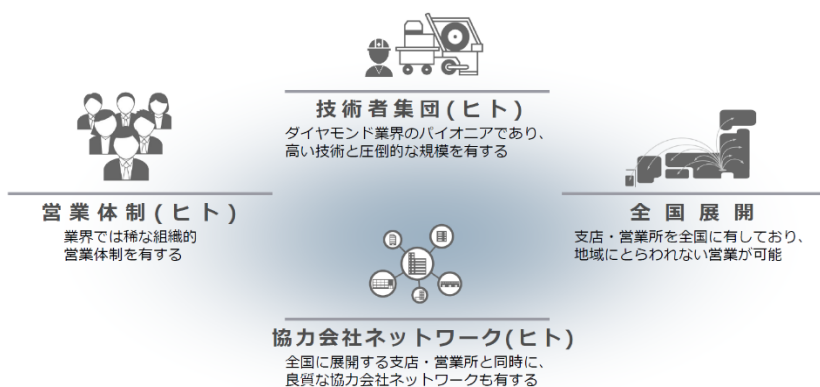 技術者集団(ヒト)
ダイヤモンド業界のパイオニアであり、
高い技術と圧倒的な規模を有する
営業体制(ヒト)
業界では稀な組織的
営業体制を有する
全国展開
支店・営業所を全国に有しており、
地域にとらわれない営業が可能
協力会社ネットワーク(ヒト)
全国に展開する支店・営業所と同時に、
良質な協力会社ネットワークも有する